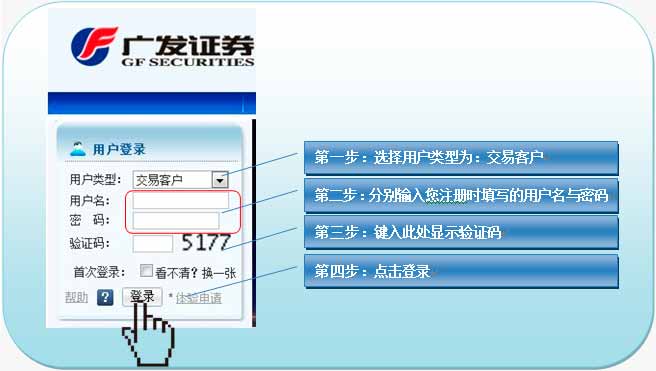 广发证券
GF SECURITIES
用户登录
用户类型： 交易客户
用户名：
密 码：
验证码： 5177
首次登录： 看不清？换一张
帮助 ? 登录 * 体验申请
第一步：选择用户类型为：交易客户
第二步：分别输入您注册时填写的用户名与密码
第三步：键入此处显示验证码
第四步：点击登录